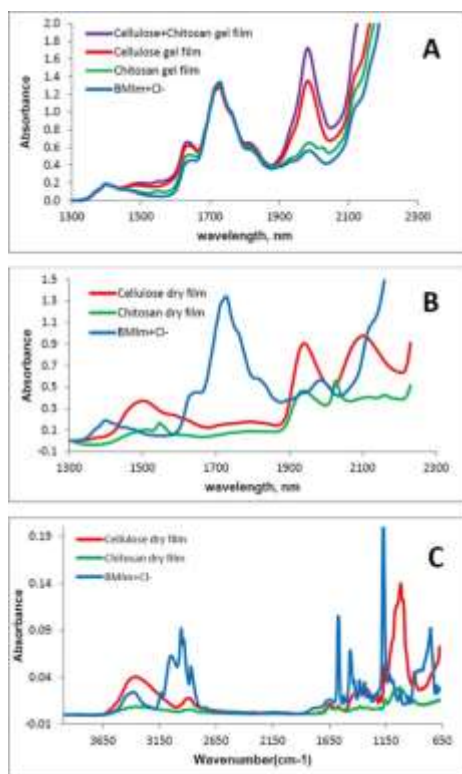 A
2.0
1.8
1.6
1.4
1.2
1.0
0.8
0.6
0.4
0.2
0.0
Absorbance
Cellulose+Chitosan gel film
Cellulose gel film
Chitosan gel film
BMIm+Cl-
1300 1500 1700 1900 2100 2300
wavelength, nm
B
1.5
1.3
1.1
0.9
0.7
0.5
0.3
0.1
-0.1
Absorbance
Cellulose dry film
Chitosan dry film
BMIm+Cl-
1300 1500 1700 1900 2100 2300
wavelength, nm
C
0.19
0.14
0.09
0.04
-0.01
Absorbance
Cellulose dry film
Chitosan dry film
BMIm+Cl-
3650 3150 2650 2150 1650 1150 650
Wavenumber(cm-1)